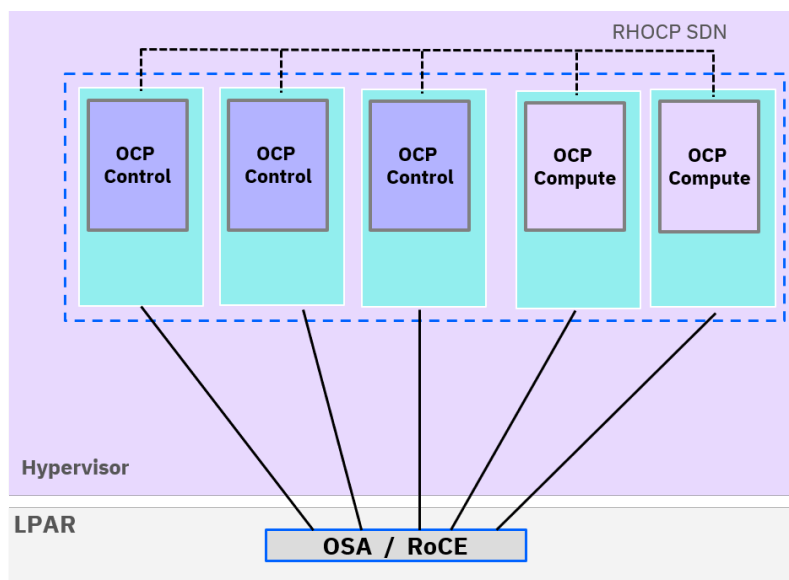 RHOCP SDN
OCP
Control
OCP
Control
OCP
Control
OCP
Compute
OCP
Compute
Hypervisor
LPAR
OSA / RoCE